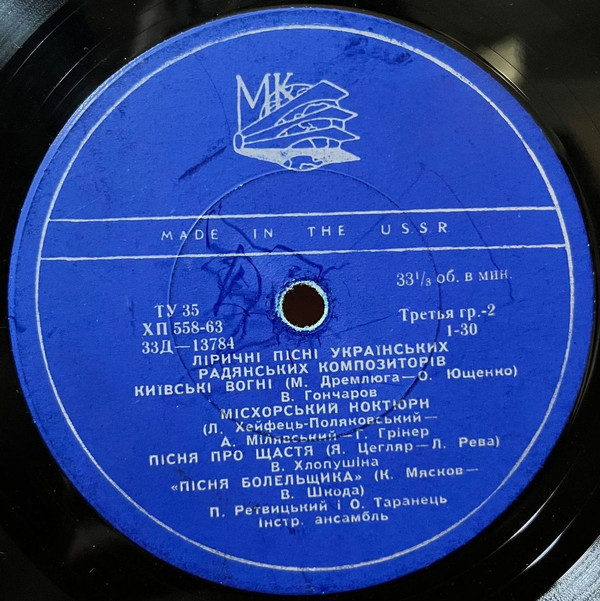 МК
MADE IN THE USSR
33⅓ об. в мин.
ТУ 35
ХП 558-63
33Д—13784
Третья гр.-2
1-30
ЛІРИЧНІ ПІСНІ УКРАЇНСЬКИХ
РАДЯНСЬКИХ КОМПОЗИТОРІВ
КИЇВСЬКІ ВОГНІ (М. Дремлюга—О. Ющенко)
В. Гончаров
МІСХОРСЬКИЙ НОКТЮРН
(Л. Хейфець-Поляковський—
А. Мілявський—Г. Грінер
ПІСНЯ ПРО ЩАСТЯ (Я. Цегляр—Л. Рева)
В. Хлопушіна
«ПІСНЯ БОЛЕЛЬЩИКА» (К. Мясков—
В. Шкода)
П. Ретвицький і О. Таранець
Інстр. ансамбль